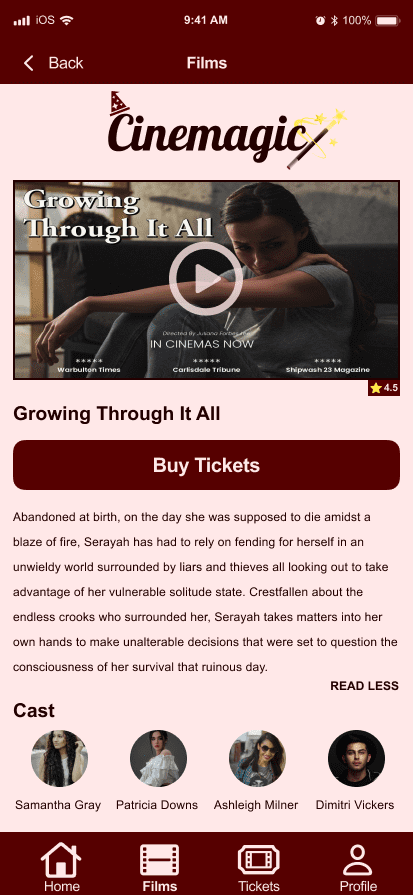 iOS 9:41 AM 100%
Back Films
Cinemagic
Growing
Through It All
Directed By Juliana Forbes
IN CINEMAS NOW
***** ***** *****
Warbulton Times Carlisdale Tribune Shipwash 23 Magazine
4.5
Growing Through It All
Buy Tickets
Abandoned at birth, on the day she was supposed to die amidst a
blaze of fire, Serayah has had to rely on fending for herself in an
unwieldy world surrounded by liars and thieves all looking out to take
advantage of her vulnerable solitude state. Crestfallen about the
endless crooks who surrounded her, Serayah takes matters into her
own hands to make unalterable decisions that were set to question the
consciousness of her survival that ruinous day.
READ LESS
Cast
Samantha Gray Patricia Downs Ashleigh Milner Dimitri Vickers
Home Films Tickets Profile